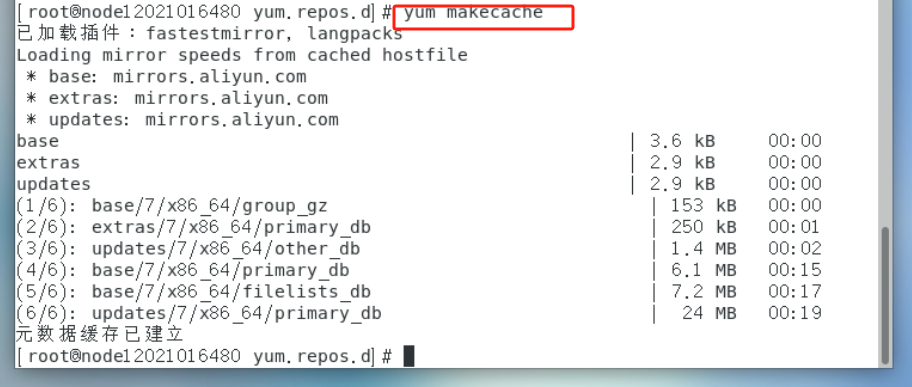 [root@node12021016480 yum.repos.d]# yum makecache
已加载插件：fastestmirror, langpacks
Loading mirror speeds from cached hostfile
 * base: mirrors.aliyun.com
 * extras: mirrors.aliyun.com
 * updates: mirrors.aliyun.com
base | 3.6 kB 00:00
extras | 2.9 kB 00:00
updates | 2.9 kB 00:00
(1/6): base/7/x86_64/group_gz | 153 kB 00:00
(2/6): extras/7/x86_64/primary_db | 250 kB 00:01
(3/6): updates/7/x86_64/other_db | 1.4 MB 00:02
(4/6): base/7/x86_64/primary_db | 6.1 MB 00:15
(5/6): base/7/x86_64/filelists_db | 7.2 MB 00:17
(6/6): updates/7/x86_64/primary_db | 24 MB 00:19
元数据缓存已建立
[root@node12021016480 yum.repos.d]#